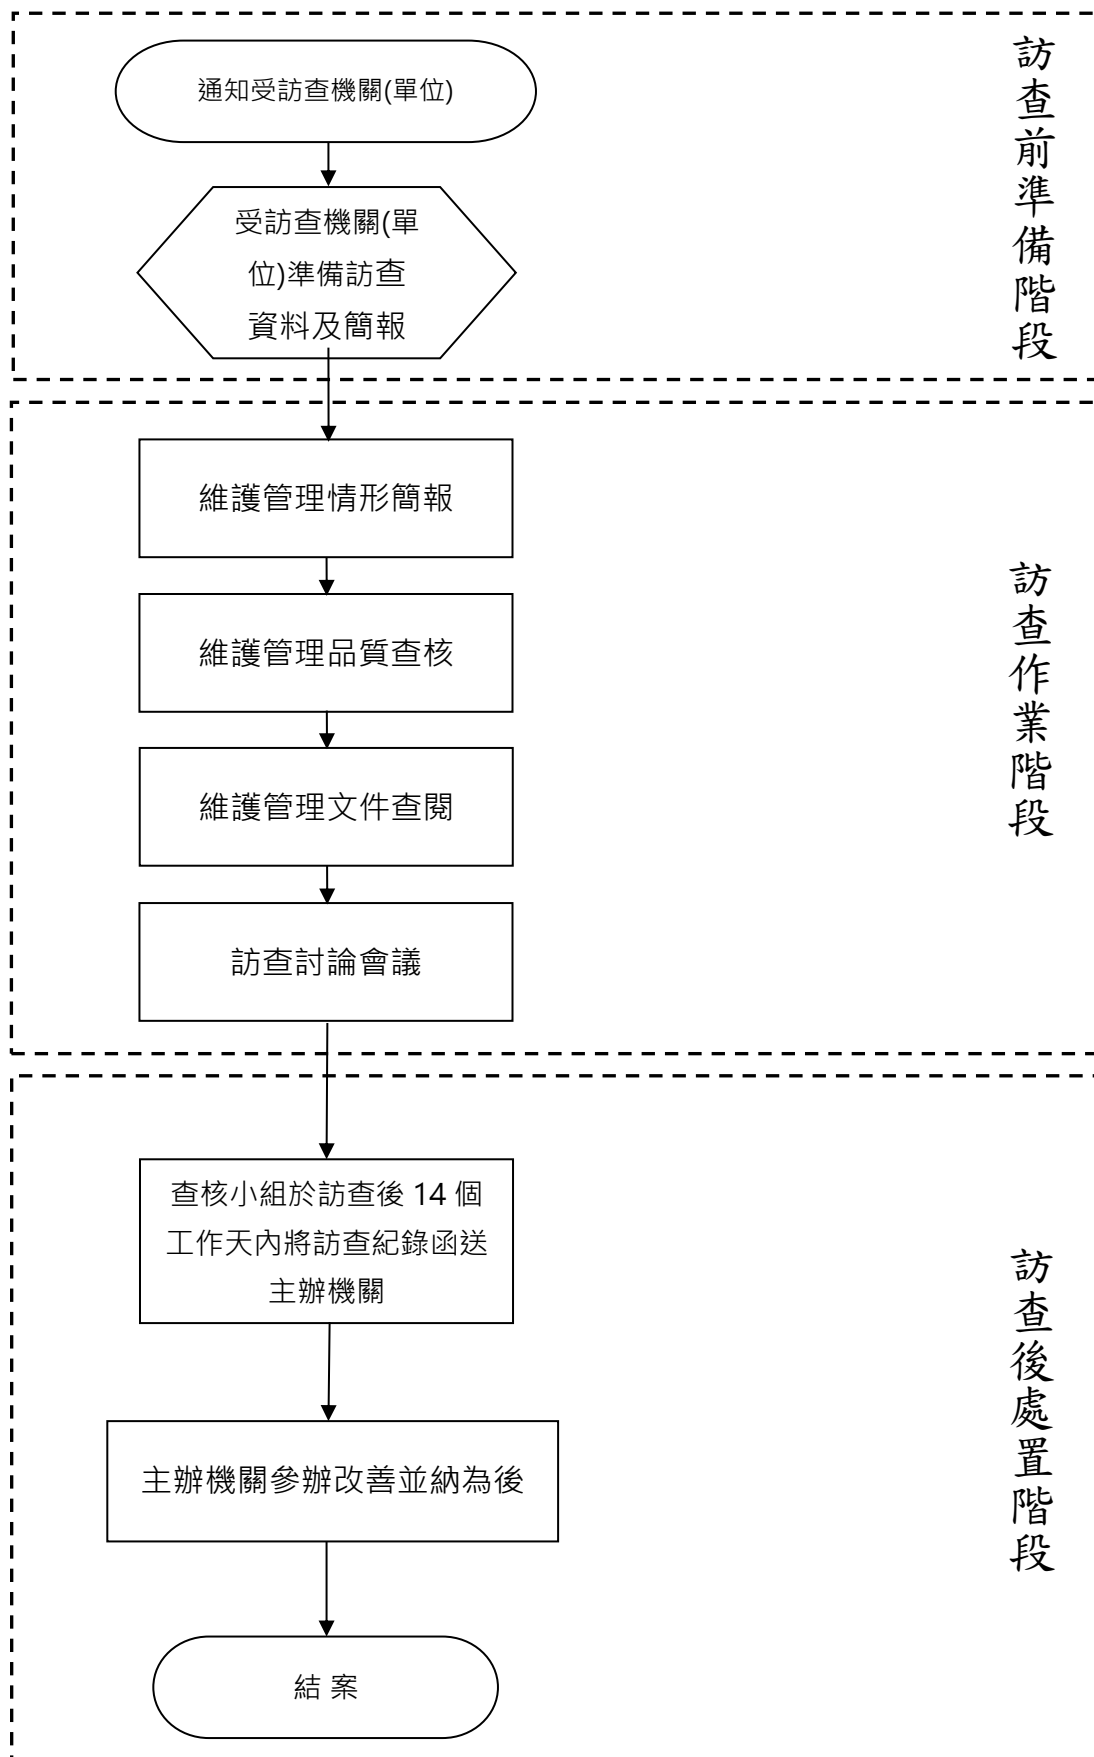 通知受訪查機關(單位)
受訪查機關(單
位)準備訪查
資料及簡報
訪查前準備階段
維護管理情形簡報
維護管理品質查核
維護管理文件查閱
訪查討論會議
訪查作業階段
查核小組於訪查後 14 個
工作天內將訪查紀錄函送
主辦機關
主辦機關參辦改善並納為後
結 案
訪查後處置階段